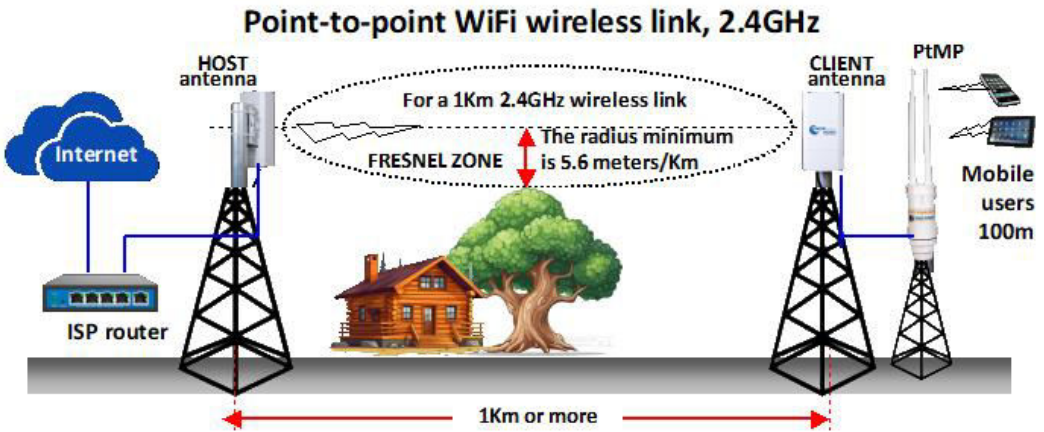 Point-to-point WiFi wireless link, 2.4GHz
HOST
antenna
CLIENT
antenna
PtMP
For a 1Km 2.4GHz wireless link
The radius minimum
is 5.6 meters/Km
FRESNEL ZONE
Internet
Mobile
users
100m
ISP router
1Km or more